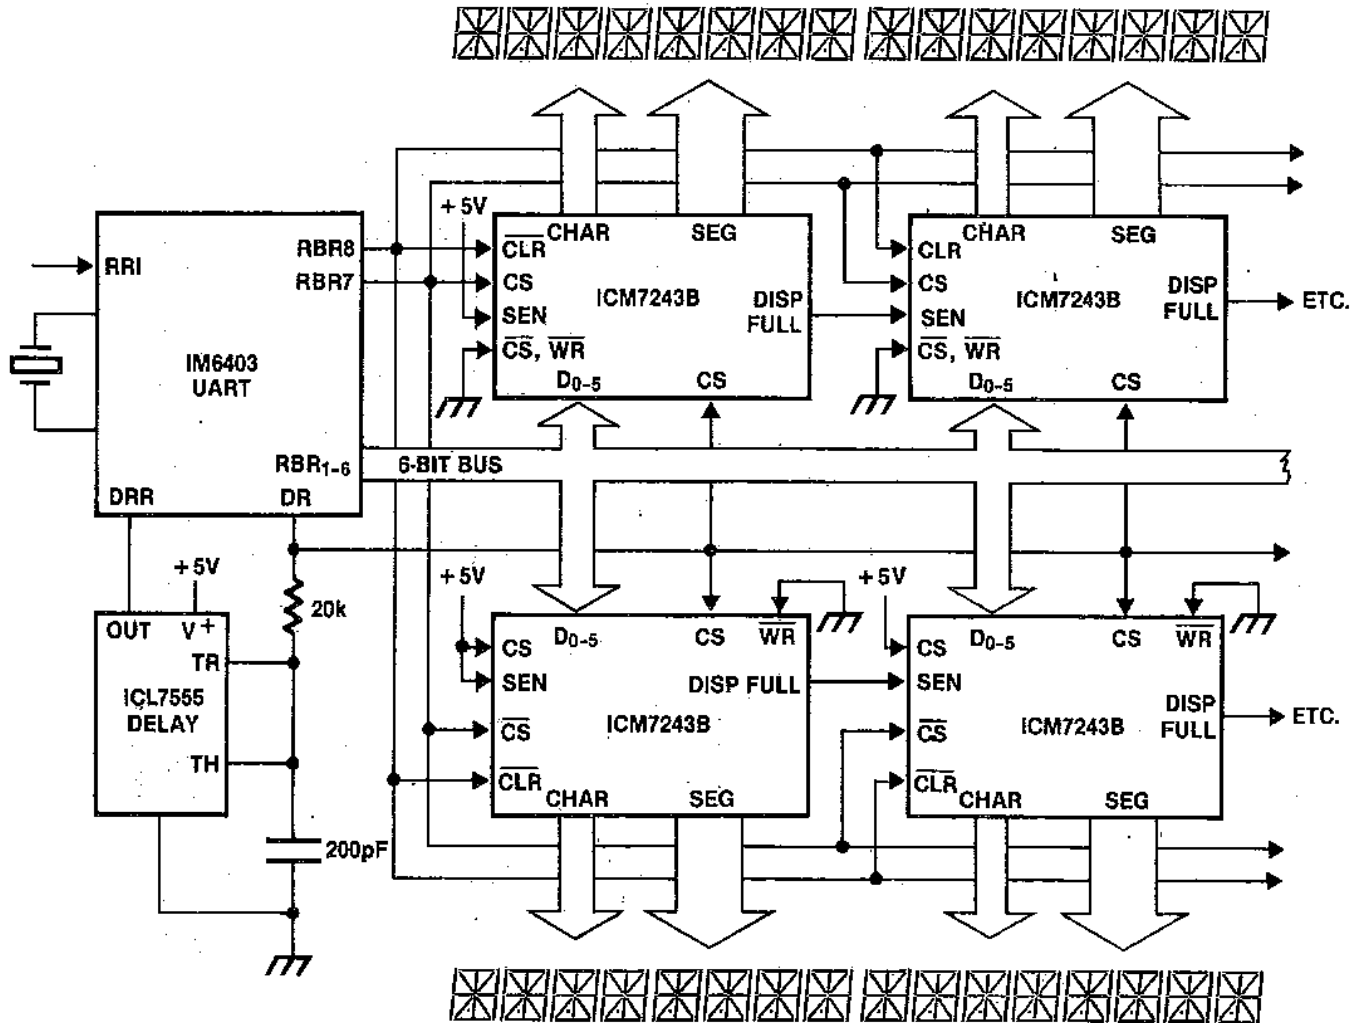 +5V
CLR CHAR SEG
CS
SEN
CS, WR
ICM7243B
DISP
FULL
D0-5 CS
CLR CHAR SEG
CS
SEN
CS, WR
ICM7243B
DISP
FULL
D0-5 CS
ETC.
RRI
RBR8
RBR7
IM6403
UART
RBR1-6
DRR DR
6-BIT BUS
+5V
OUT V+
TR
ICL7555
DELAY
TH
20k
200pF
+5V
D0-5 CS WR
CS
SEN
DISP FULL
ICM7243B
CS
CLR
CHAR SEG
+5V
D0-5 CS WR
CS
SEN
ICM7243B
DISP
FULL
CS
CLR
CHAR SEG
ETC.